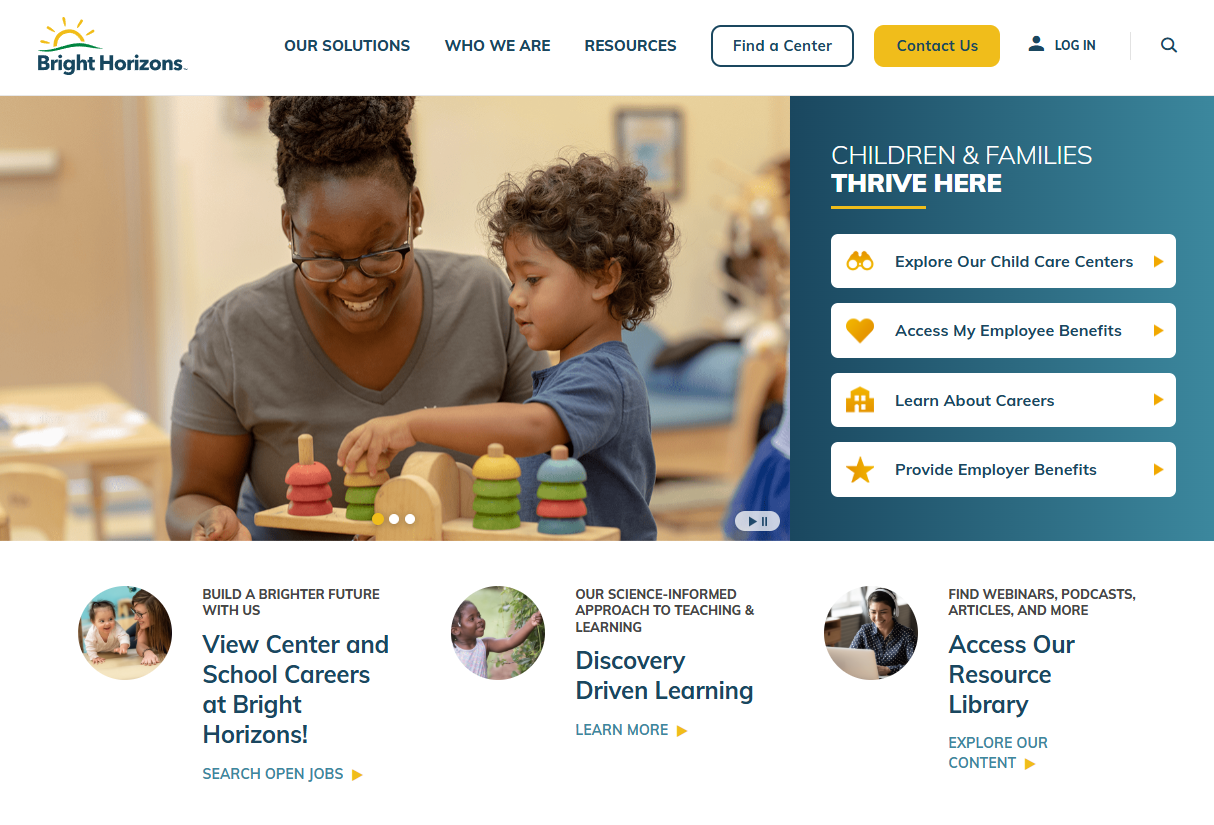 Bright Horizons
OUR SOLUTIONS
WHO WE ARE
RESOURCES
Find a Center
Contact Us
LOG IN
CHILDREN & FAMILIES
THRIVE HERE
Explore Our Child Care Centers
Access My Employee Benefits
Learn About Careers
Provide Employer Benefits
BUILD A BRIGHTER FUTURE
WITH US
View Center and
School Careers
at Bright
Horizons!
SEARCH OPEN JOBS
OUR SCIENCE-INFORMED
APPROACH TO TEACHING &
LEARNING
Discovery
Driven Learning
LEARN MORE
FIND WEBINARS, PODCASTS,
ARTICLES, AND MORE
Access Our
Resource
Library
EXPLORE OUR
CONTENT